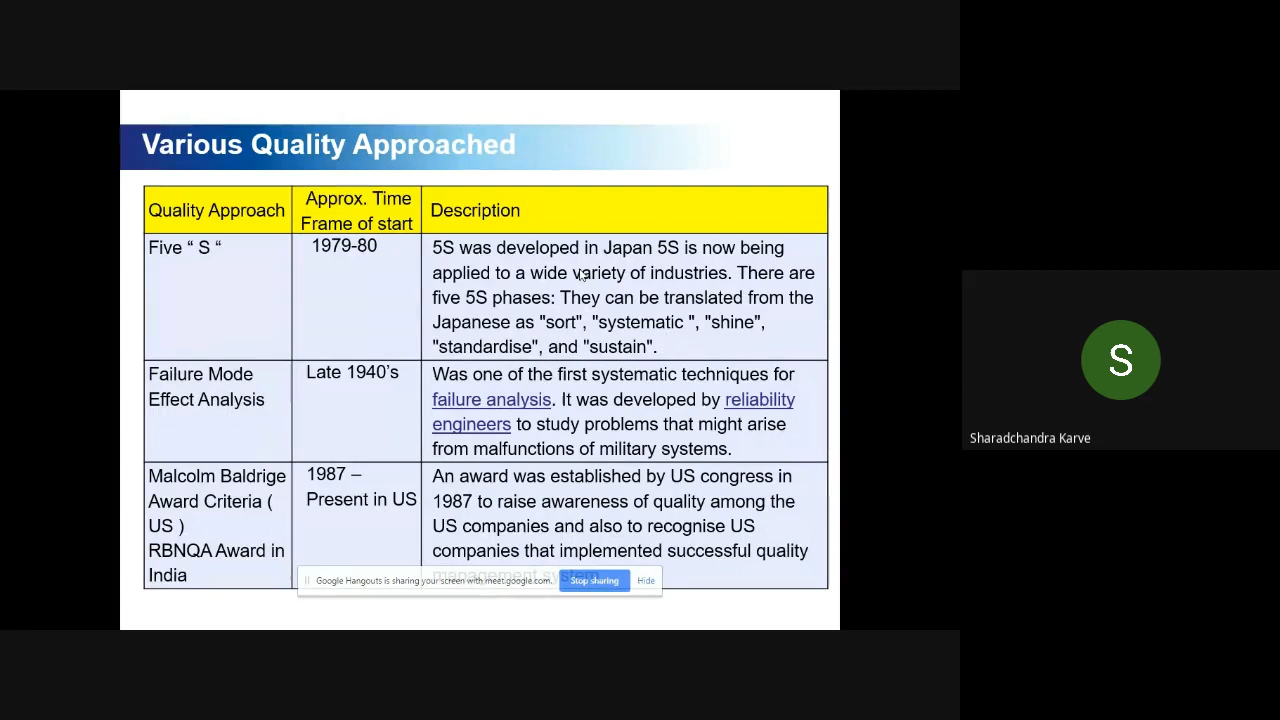 Various Quality Approached
Quality Approach
Approx. Time
Frame of start
Description
Five “ S “
1979-80
5S was developed in Japan 5S is now being
applied to a wide variety of industries. There are
five 5S phases: They can be translated from the
Japanese as "sort", "systematic ", "shine",
"standardise", and "sustain".
Failure Mode
Effect Analysis
Late 1940’s
Was one of the first systematic techniques for
failure analysis. It was developed by reliability
engineers to study problems that might arise
from malfunctions of military systems.
Malcolm Baldrige
Award Criteria (
US )
RBNQA Award in
India
1987 –
Present in US
An award was established by US congress in
1987 to raise awareness of quality among the
US companies and also to recognise US
companies that implemented successful quality
management system.
Google Hangouts is sharing your screen with meet.google.com.
Stop sharing
Hide
S
Sharadchandra Karve